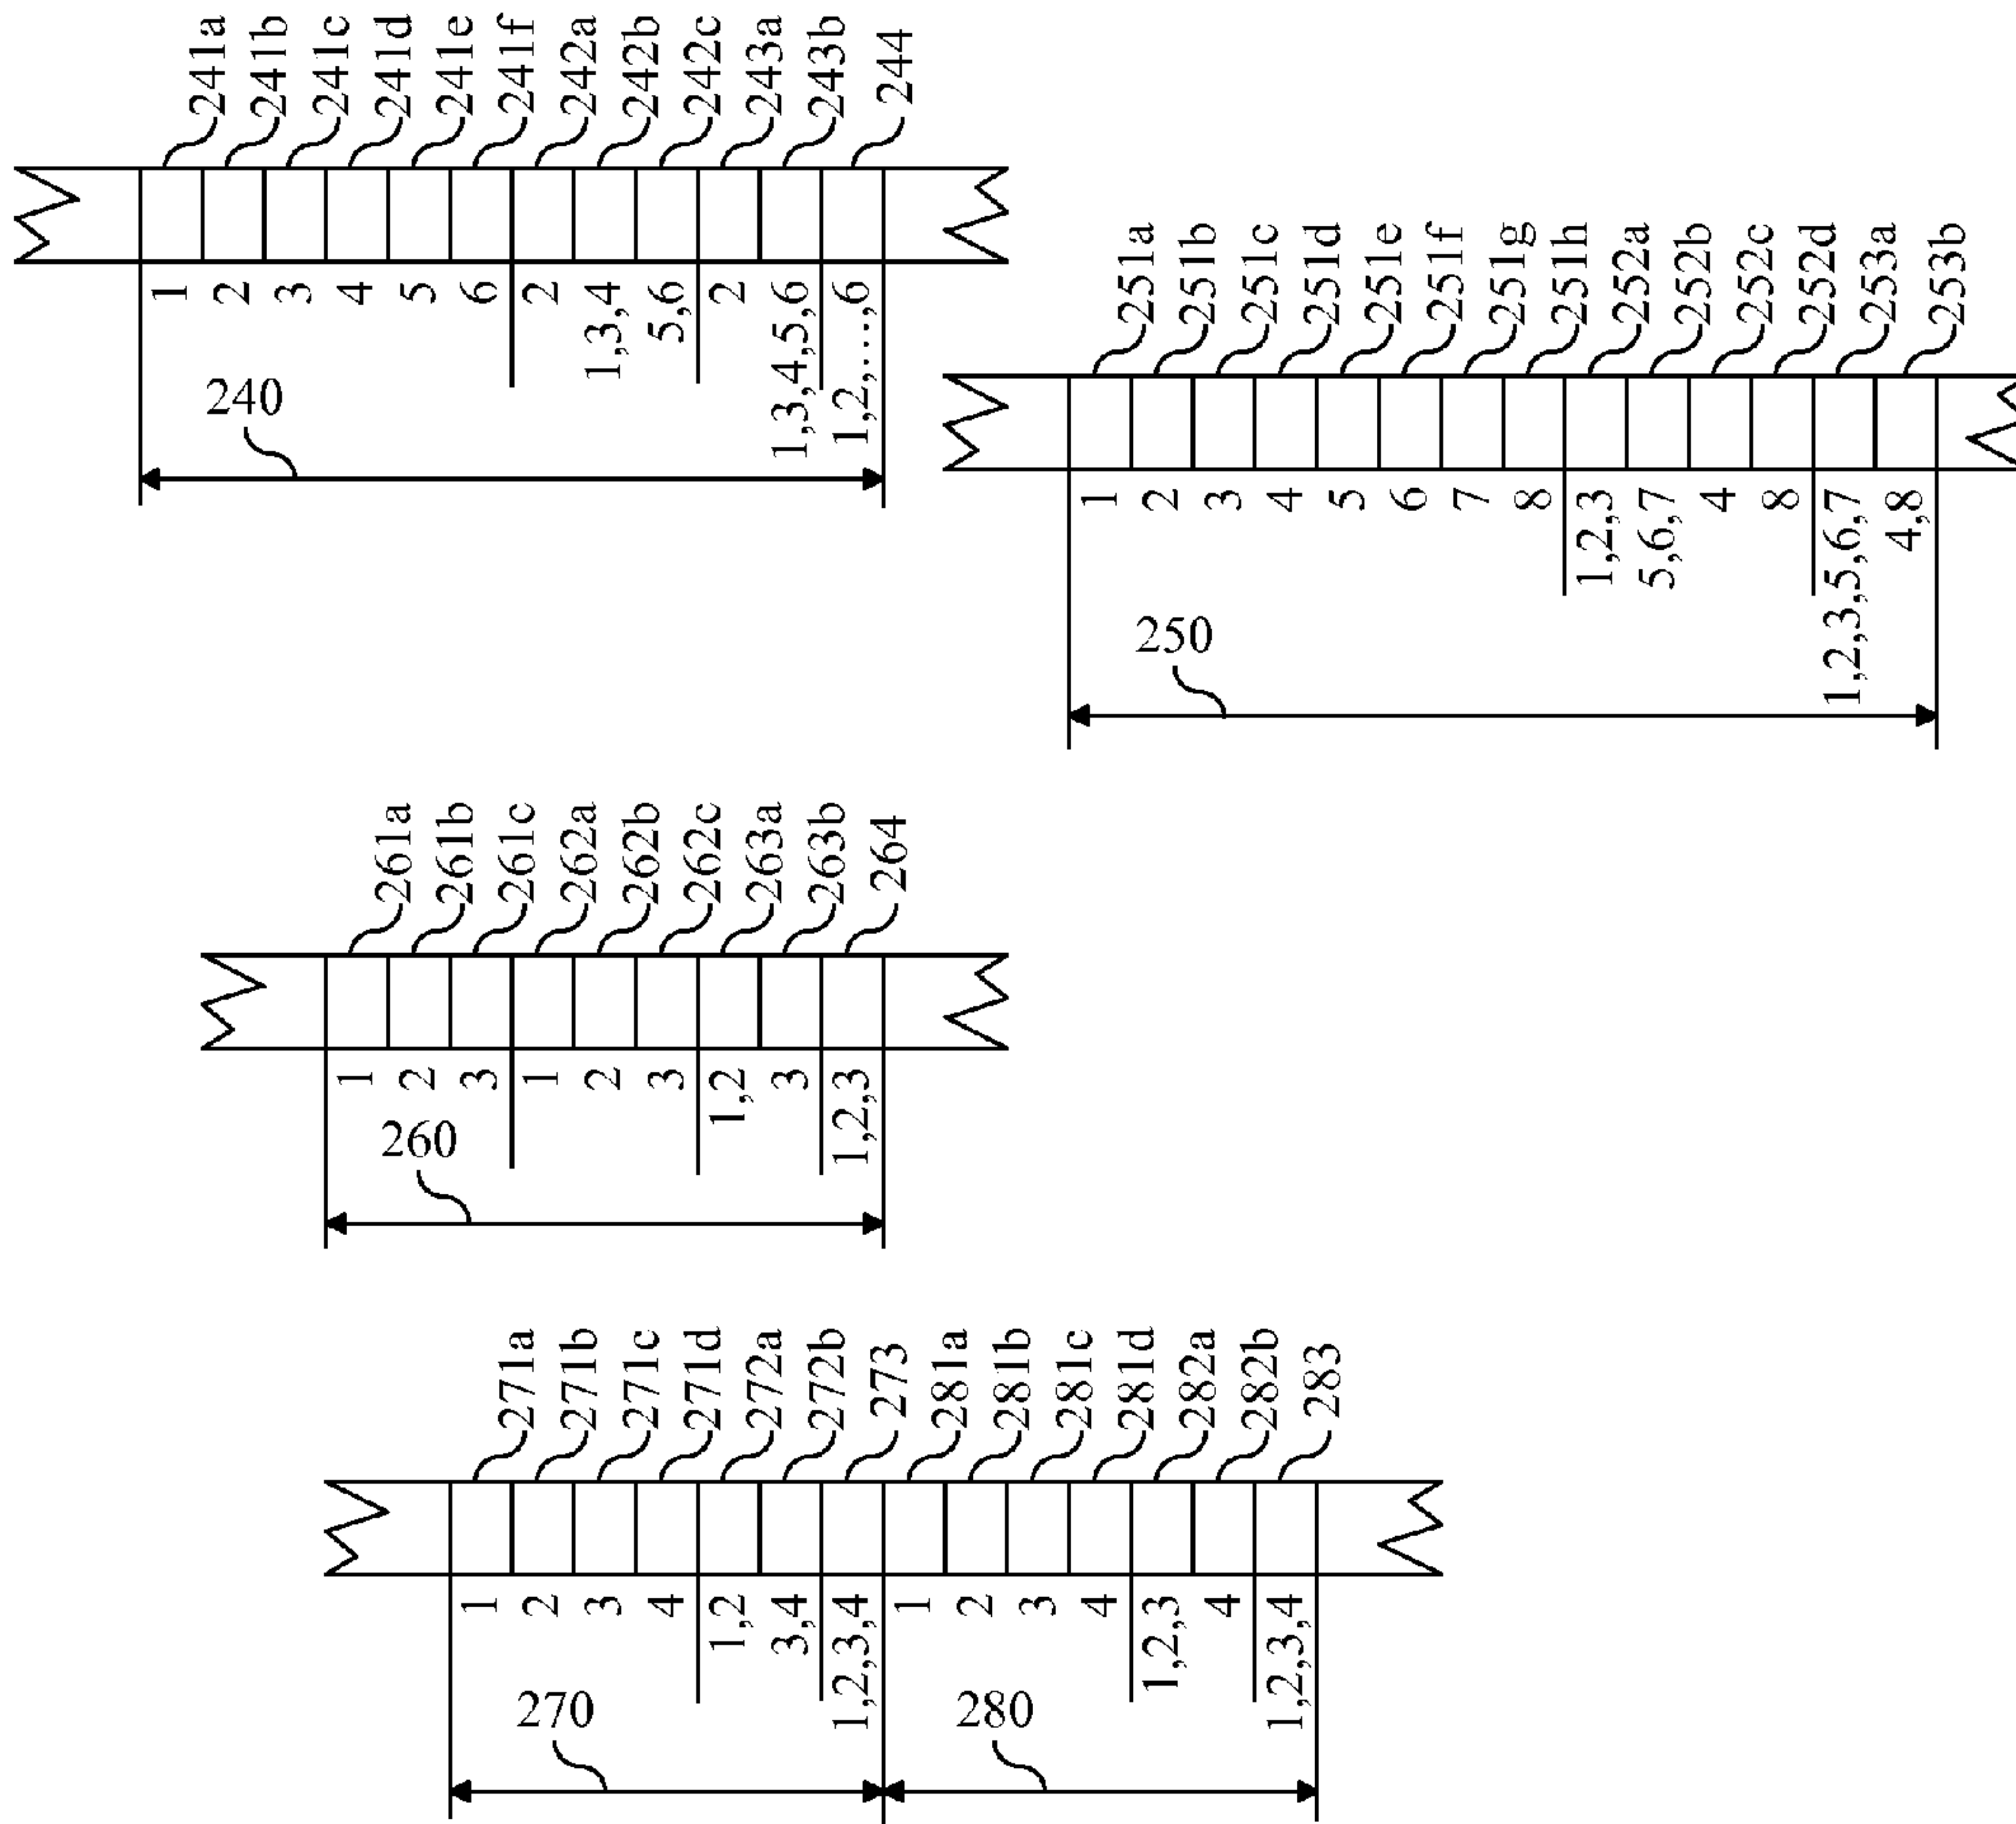 240
1
2
3
4
5
6
2
1,3,4
5,6
2
1,3,4,5,6
1,2,...,6
241a
241b
241c
241d
241e
241f
242a
242b
242c
243a
243b
244
250
1
2
3
4
5
6
7
8
1,2,3
5,6,7
4
8
1,2,3,5,6,7
4,8
251a
251b
251c
251d
251e
251f
251g
251h
252a
252b
252c
252d
253a
253b
260
1
2
3
1
2
3
1,2
3
1,2,3
261a
261b
261c
262a
262b
262c
263a
263b
264
270
1
2
3
4
1,2
3,4
1,2,3,4
271a
271b
271c
271d
272a
272b
273
280
1
2
3
4
1,2,3
4
1,2,3,4
281a
281b
281c
281d
282a
282b
283